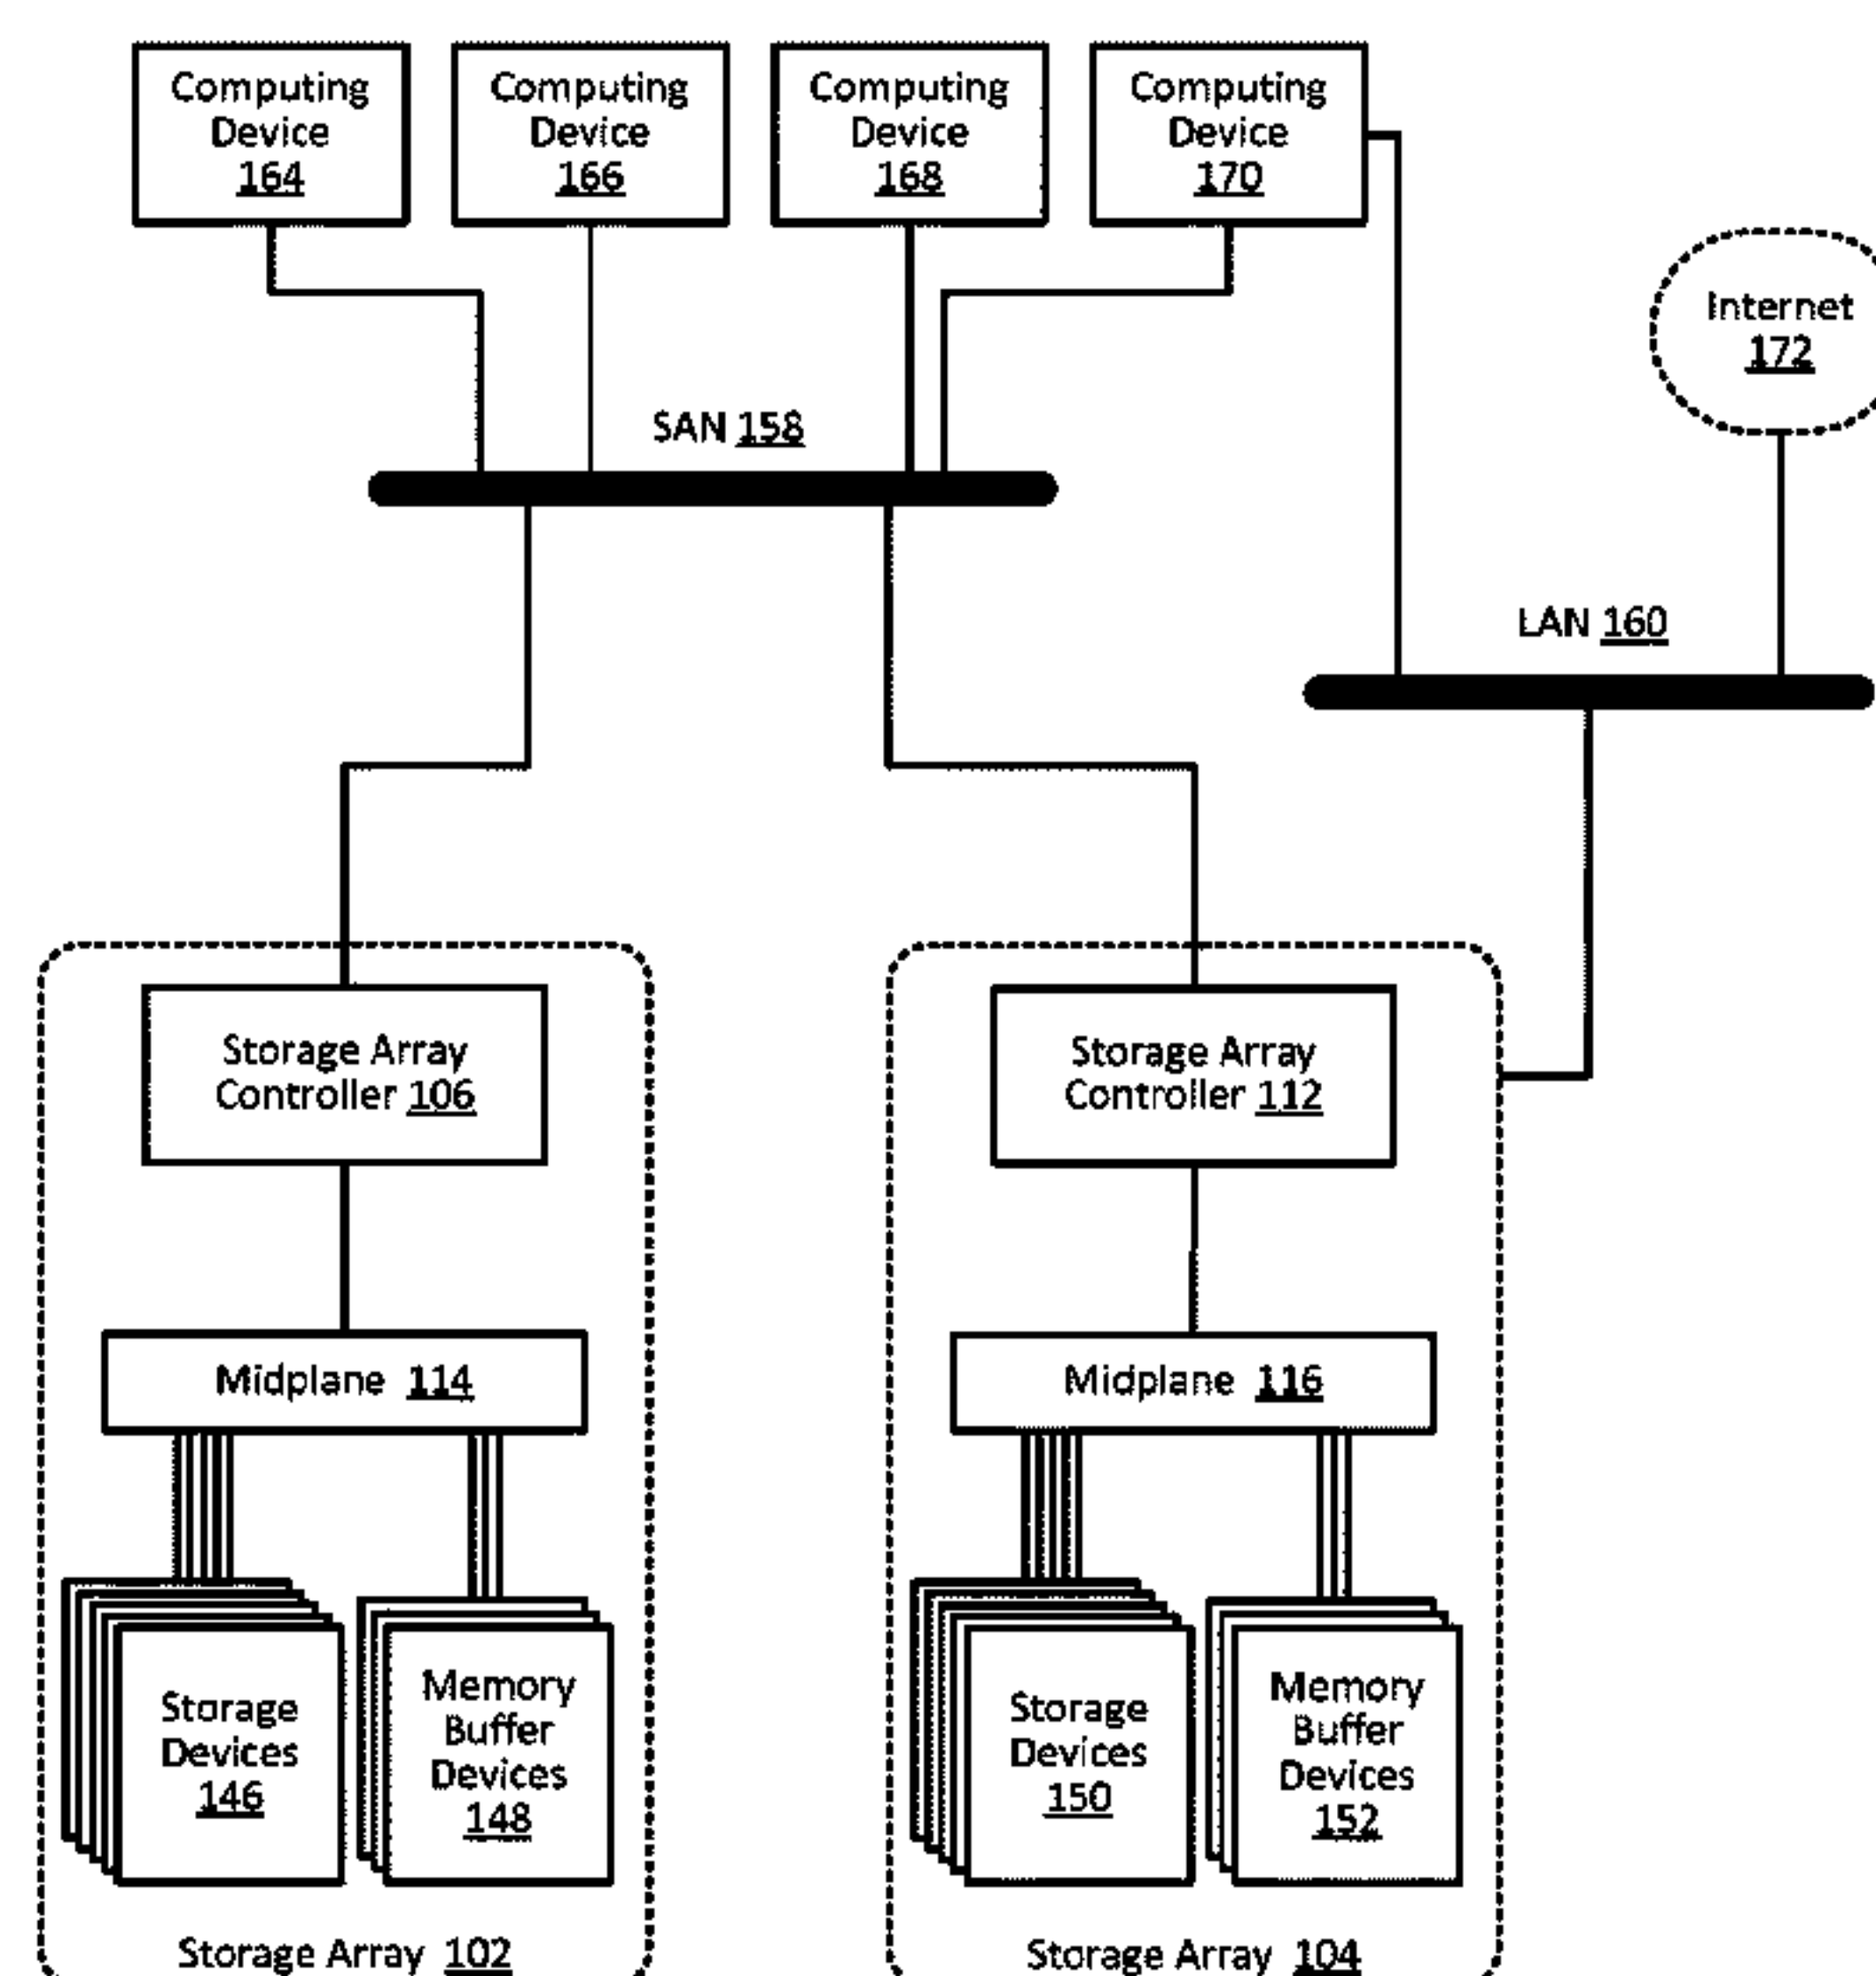 Computing
Device
164
Computing
Device
166
Computing
Device
168
Computing
Device
170
Internet
172
SAN 158
LAN 160
Storage Array
Controller 106
Storage Array
Controller 112
Midplane 114
Midplane 116
Storage
Devices
146
Memory
Buffer
Devices
148
Storage
Devices
150
Memory
Buffer
Devices
152
Storage Array 102
Storage Array 104